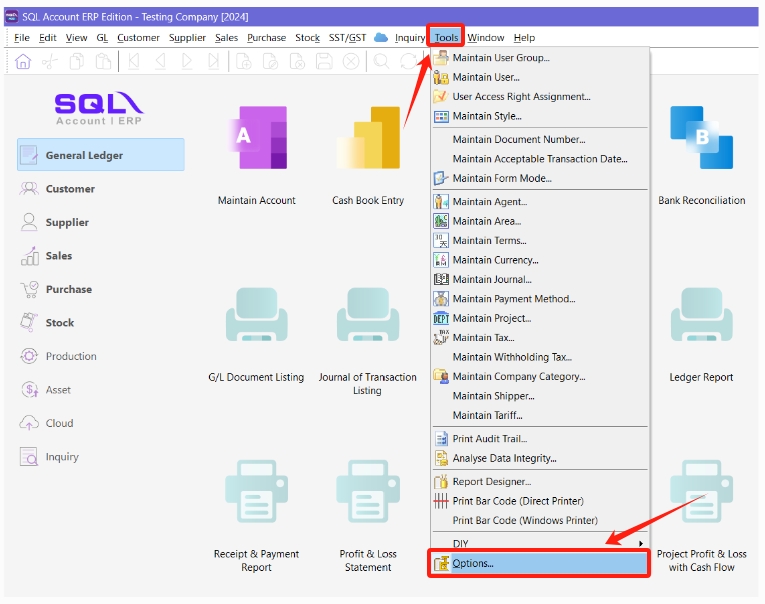 SQL Account ERP Edition - Testing Company [2024]
File Edit View GL Customer Supplier Sales Purchase Stock SST/GST Inquiry Tools Window Help
SQL
Account | ERP
General Ledger
Customer
Supplier
Sales
Purchase
Stock
Production
Asset
Cloud
Inquiry
A
Maintain Account
Cash Book Entry
B
Bank Reconciliation
G/L Document Listing
Journal of Transaction
Listing
Ledger Report
Receipt & Payment
Report
Profit & Loss
Statement
Project Profit & Loss
with Cash Flow
Maintain User Group...
Maintain User...
User Access Right Assignment...
Maintain Style...
Maintain Document Number...
Maintain Acceptable Transaction Date...
Maintain Form Mode...
Maintain Agent...
Maintain Area...
Maintain Terms...
Maintain Currency...
Maintain Journal...
Maintain Payment Method...
DEPT Maintain Project...
Maintain Tax...
Maintain Withholding Tax...
Maintain Company Category...
Maintain Shipper...
Maintain Tariff...
Print Audit Trail...
Analyse Data Integrity...
Report Designer...
Print Bar Code (Direct Printer)
Print Bar Code (Windows Printer)
DIY
Options...